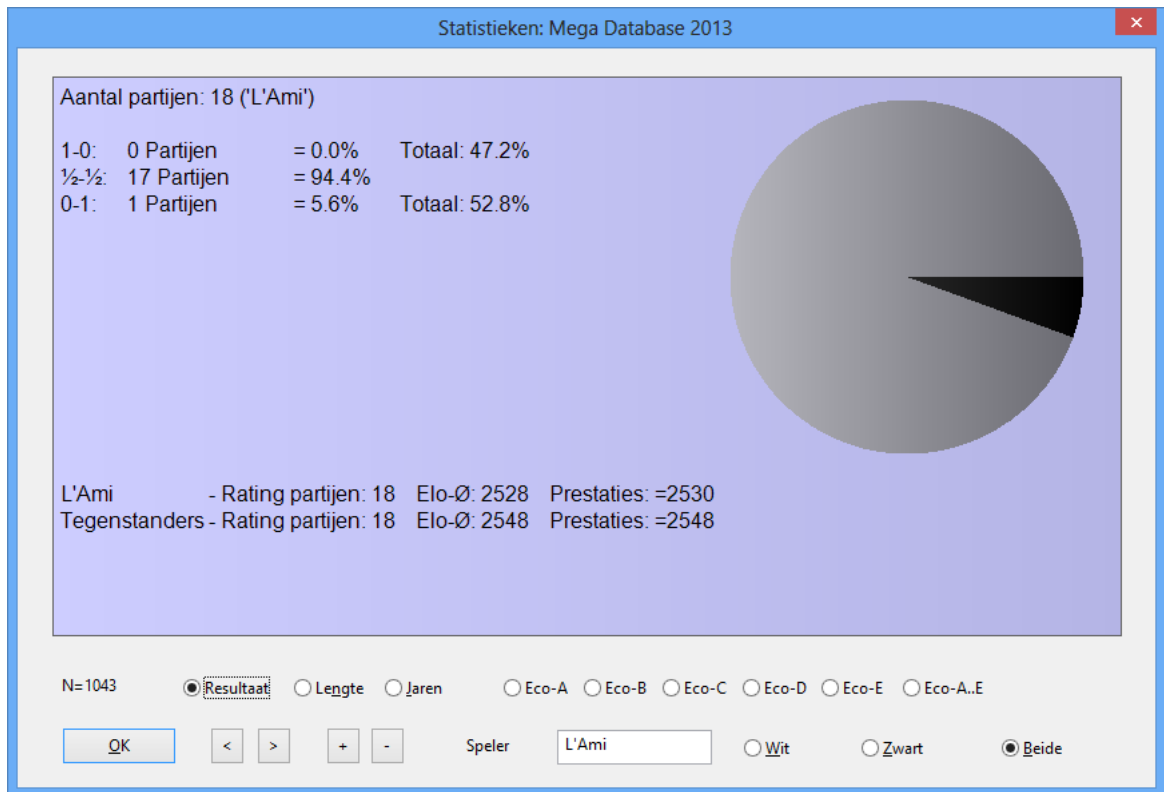 Statistieken: Mega Database 2013
Aantal partijen: 18 ('L'Ami')
1-0: 0 Partijen = 0.0% Totaal: 47.2%
½-½: 17 Partijen = 94.4%
0-1: 1 Partijen = 5.6% Totaal: 52.8%
L'Ami - Rating partijen: 18 Elo-Ø: 2528 Prestaties: =2530
Tegenstanders - Rating partijen: 18 Elo-Ø: 2548 Prestaties: =2548
N=1043 Resultaat Lengte Jaren Eco-A Eco-B Eco-C Eco-D Eco-E Eco-A..E
OK < > + - Speler L'Ami Wit Zwart Beide